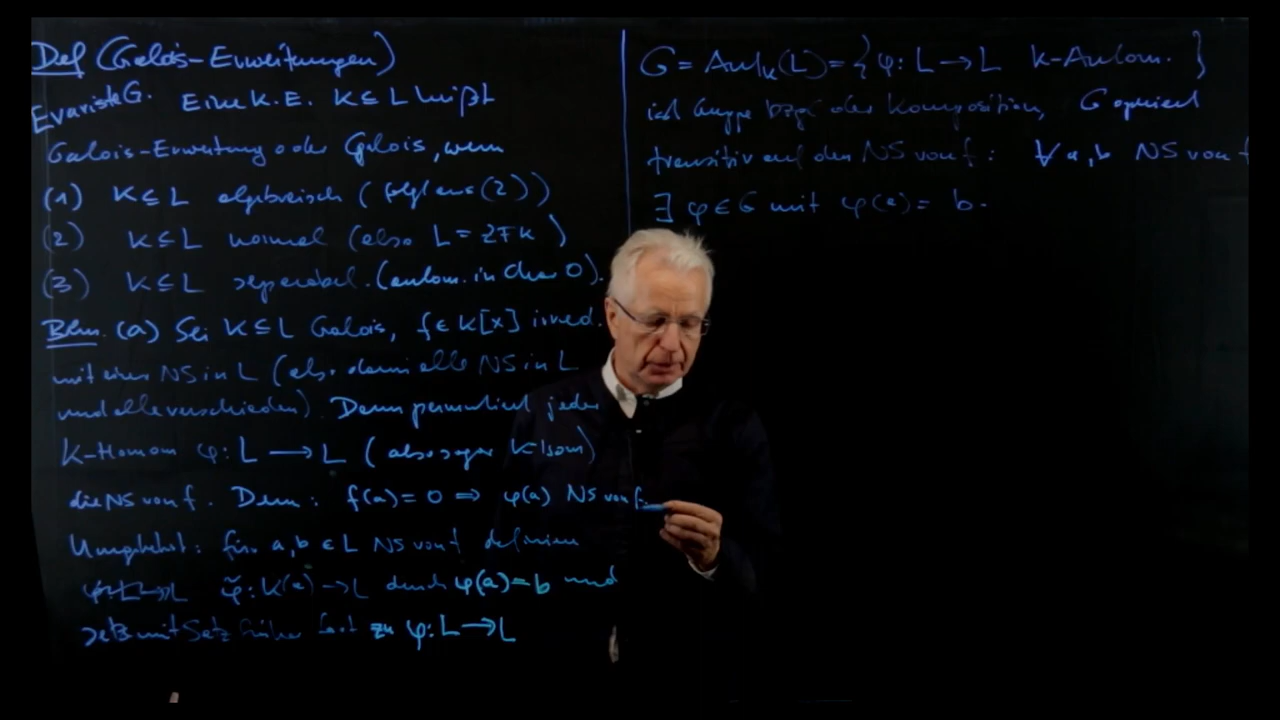 Def (Galois-Erweiterungen)
Evariste G. Eine K.E. K ⊆ L heißt
Galois-Erweiterung oder Galois, wenn
(1) K ⊆ L algebraisch (folgt aus (2))
(2) K ⊆ L normal (also L = ZFK)
(3) K ⊆ L separabel. (autom. in Char 0).
Bem. (a) Sei K ⊆ L Galois, f ∈ K[x] irred.
mit einer NS in L (also dann alle NS in L
und alle verschieden). Dann permutiert jeder
K-Homom φ: L → L (also sogar K-Isom)
die NS von f. Denn: f(a) = 0 ⇒ φ(a) NS von f.
Umgekehrt: für a, b ∈ L NS von f definiere
φ̃: K(a) → L durch φ(a) = b und
setze mit Satz früher fort zu φ: L → L
G = Aut_K(L) = { φ: L → L K-Autom. }
ist Gruppe bzgl. der Komposition, G operiert
transitiv auf den NS von f: ∀ a, b NS von f
∃ φ ∈ G mit φ(a) = b.